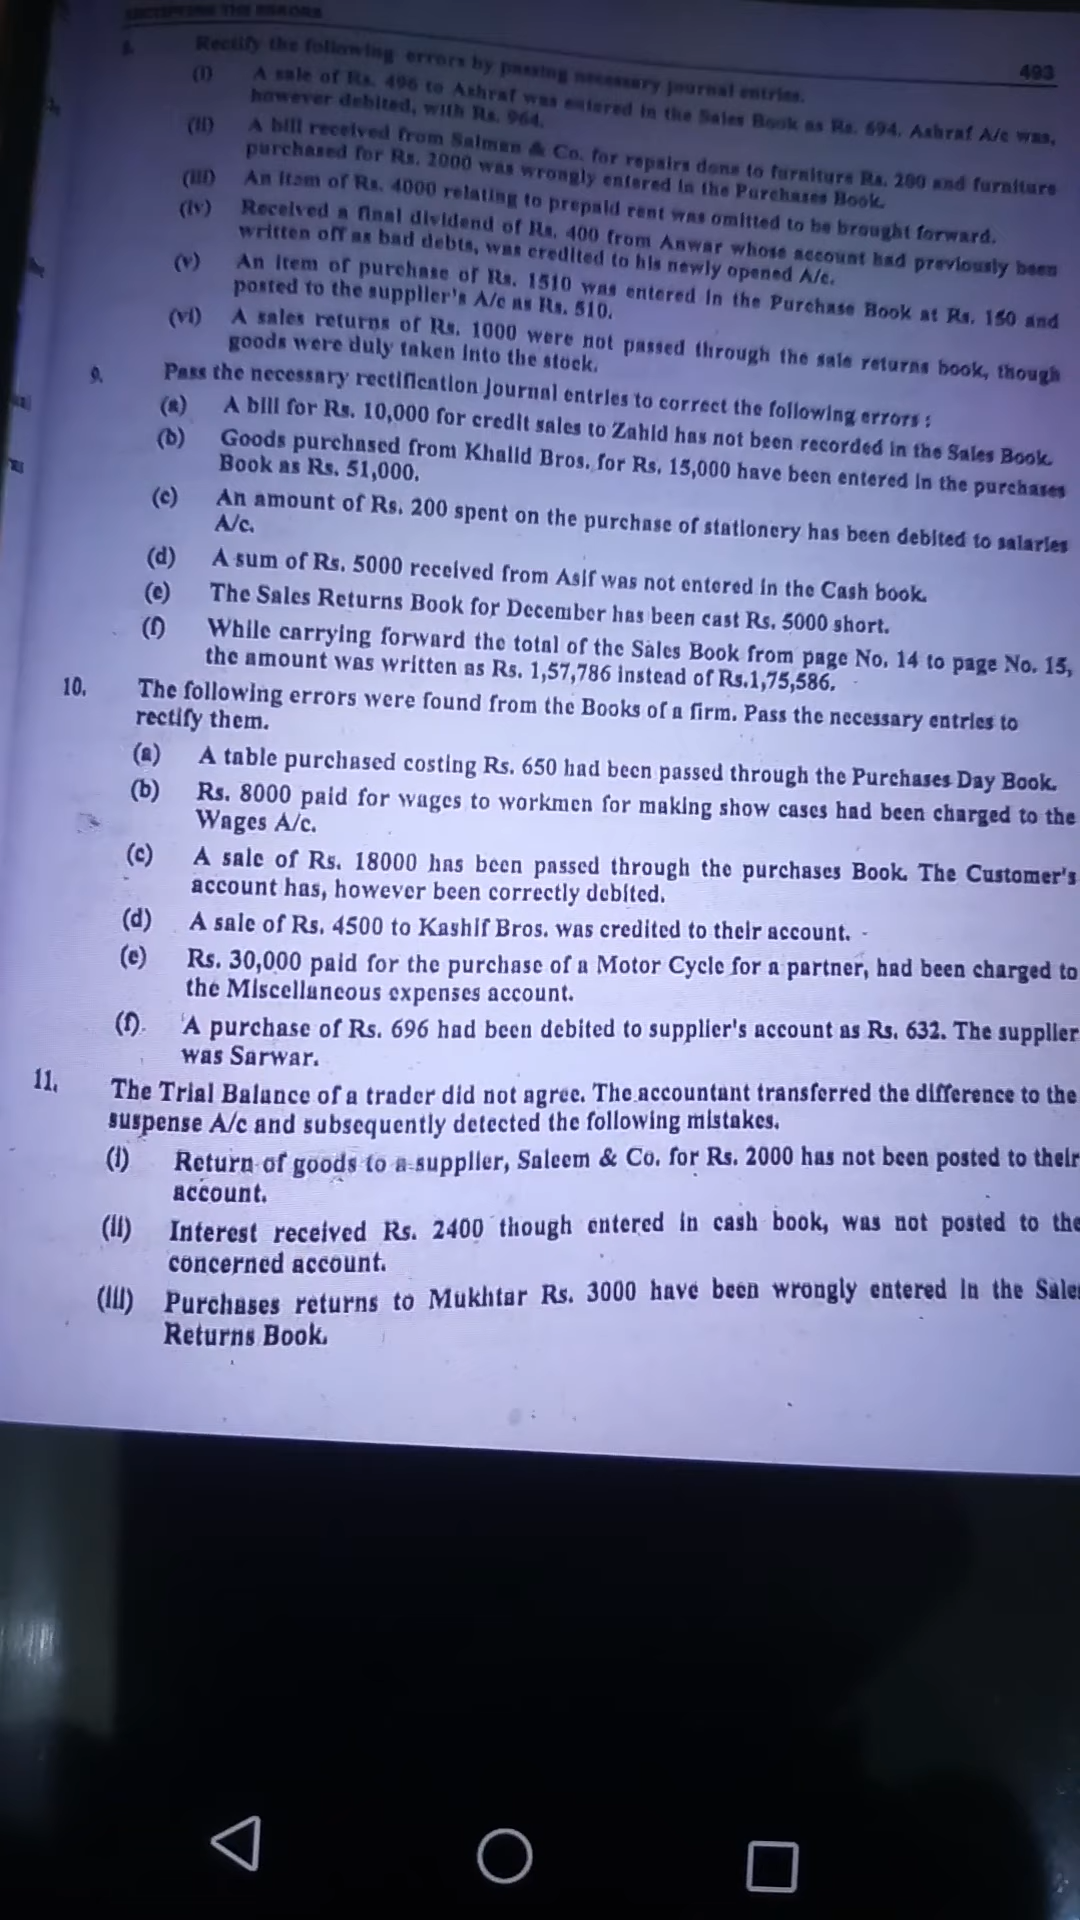 RECTIFYING THE ERRORS
493
8. Rectify the following errors by passing necessary journal entries.
(i) A sale of Rs. 496 to Ashraf was entered in the Sales Book as Rs. 694. Ashraf A/c was,
however debited, with Rs. 964.
(ii) A bill received from Salman & Co. for repairs done to furniture Rs. 200 and furniture
purchased for Rs. 2000 was wrongly entered in the Purchases Book.
(iii) An item of Rs. 4000 relating to prepaid rent was omitted to be brought forward.
(iv) Received a final dividend of Rs. 400 from Anwar whose account had previously been
written off as bad debts, was credited to his newly opened A/c.
(v) An item of purchase of Rs. 1510 was entered in the Purchase Book at Rs. 150 and
posted to the supplier's A/c as Rs. 510.
(vi) A sales returns of Rs. 1000 were not passed through the sale returns book, though
goods were duly taken into the stock.
9. Pass the necessary rectification journal entries to correct the following errors :
(a) A bill for Rs. 10,000 for credit sales to Zahid has not been recorded in the Sales Book.
(b) Goods purchased from Khalid Bros. for Rs. 15,000 have been entered in the purchases
Book as Rs. 51,000.
(c) An amount of Rs. 200 spent on the purchase of stationery has been debited to salaries
A/c.
(d) A sum of Rs. 5000 received from Asif was not entered in the Cash book.
(e) The Sales Returns Book for December has been cast Rs. 5000 short.
(f) While carrying forward the total of the Sales Book from page No. 14 to page No. 15,
the amount was written as Rs. 1,57,786 instead of Rs.1,75,586.
10. The following errors were found from the Books of a firm. Pass the necessary entries to
rectify them.
(a) A table purchased costing Rs. 650 had been passed through the Purchases Day Book.
(b) Rs. 8000 paid for wages to workmen for making show cases had been charged to the
Wages A/c.
(c) A sale of Rs. 18000 has been passed through the purchases Book. The Customer's
account has, however been correctly debited.
(d) A sale of Rs. 4500 to Kashif Bros. was credited to their account.
(e) Rs. 30,000 paid for the purchase of a Motor Cycle for a partner, had been charged to
the Miscellaneous expenses account.
(f). A purchase of Rs. 696 had been debited to supplier's account as Rs. 632. The supplier
was Sarwar.
11. The Trial Balance of a trader did not agree. The accountant transferred the difference to the
suspense A/c and subsequently detected the following mistakes.
(i) Return of goods to a supplier, Saleem & Co. for Rs. 2000 has not been posted to their
account.
(ii) Interest received Rs. 2400 though entered in cash book, was not posted to the
concerned account.
(iii) Purchases returns to Mukhtar Rs. 3000 have been wrongly entered in the Sales
Returns Book.